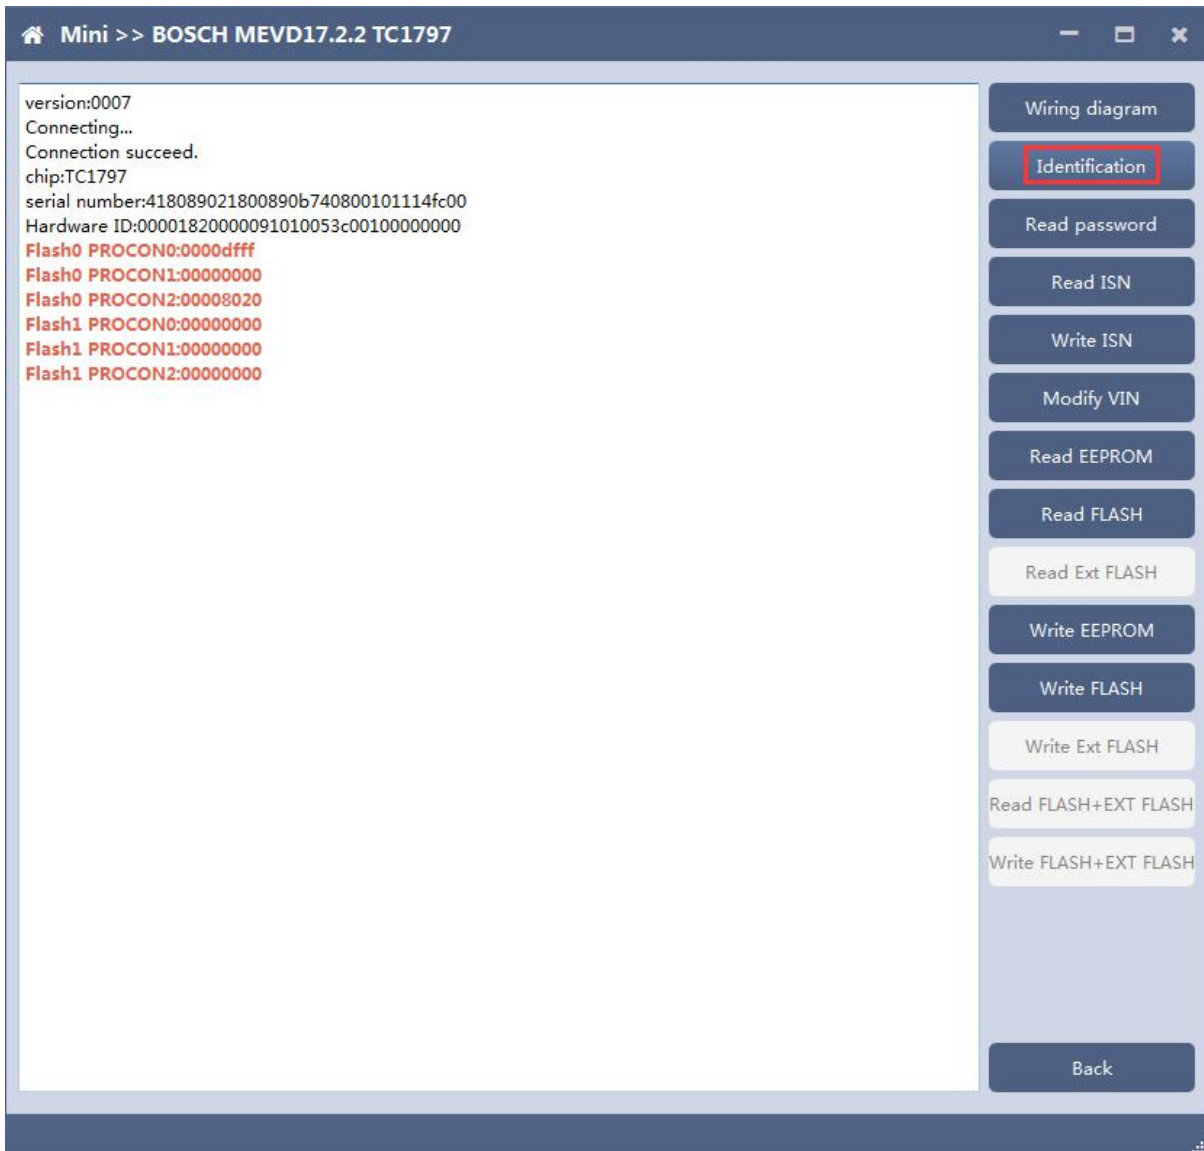 Mini >> BOSCH MEVD17.2.2 TC1797
version:0007
Connecting...
Connection succeed.
chip:TC1797
serial number:418089021800890b740800101114fc00
Hardware ID:00001820000091010053c00100000000
Flash0 PROCON0:0000dfff
Flash0 PROCON1:00000000
Flash0 PROCON2:00008020
Flash1 PROCON0:00000000
Flash1 PROCON1:00000000
Flash1 PROCON2:00000000
Wiring diagram
Identification
Read password
Read ISN
Write ISN
Modify VIN
Read EEPROM
Read FLASH
Read Ext FLASH
Write EEPROM
Write FLASH
Write Ext FLASH
Read FLASH+EXT FLASH
Write FLASH+EXT FLASH
Back